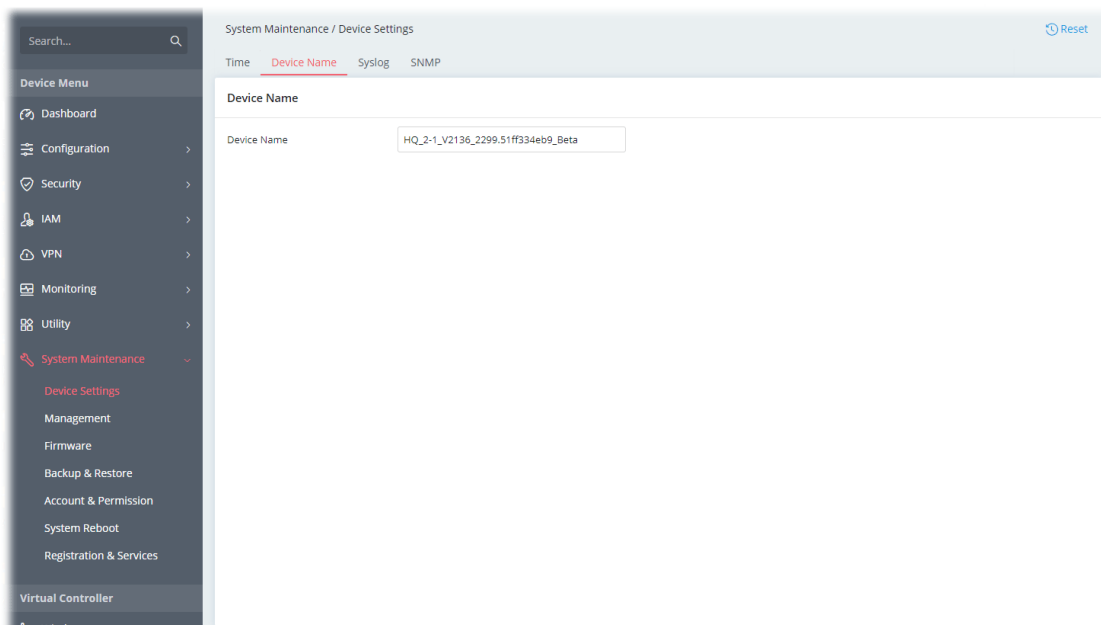 Search...
Device Menu
Dashboard
Configuration
Security
IAM
VPN
Monitoring
Utility
System Maintenance
Device Settings
Management
Firmware
Backup & Restore
Account & Permission
System Reboot
Registration & Services
Virtual Controller
System Maintenance / Device Settings
Reset
Time Device Name Syslog SNMP
Device Name
Device Name HQ_2-1_V2136_2299.51ff334eb9_Beta